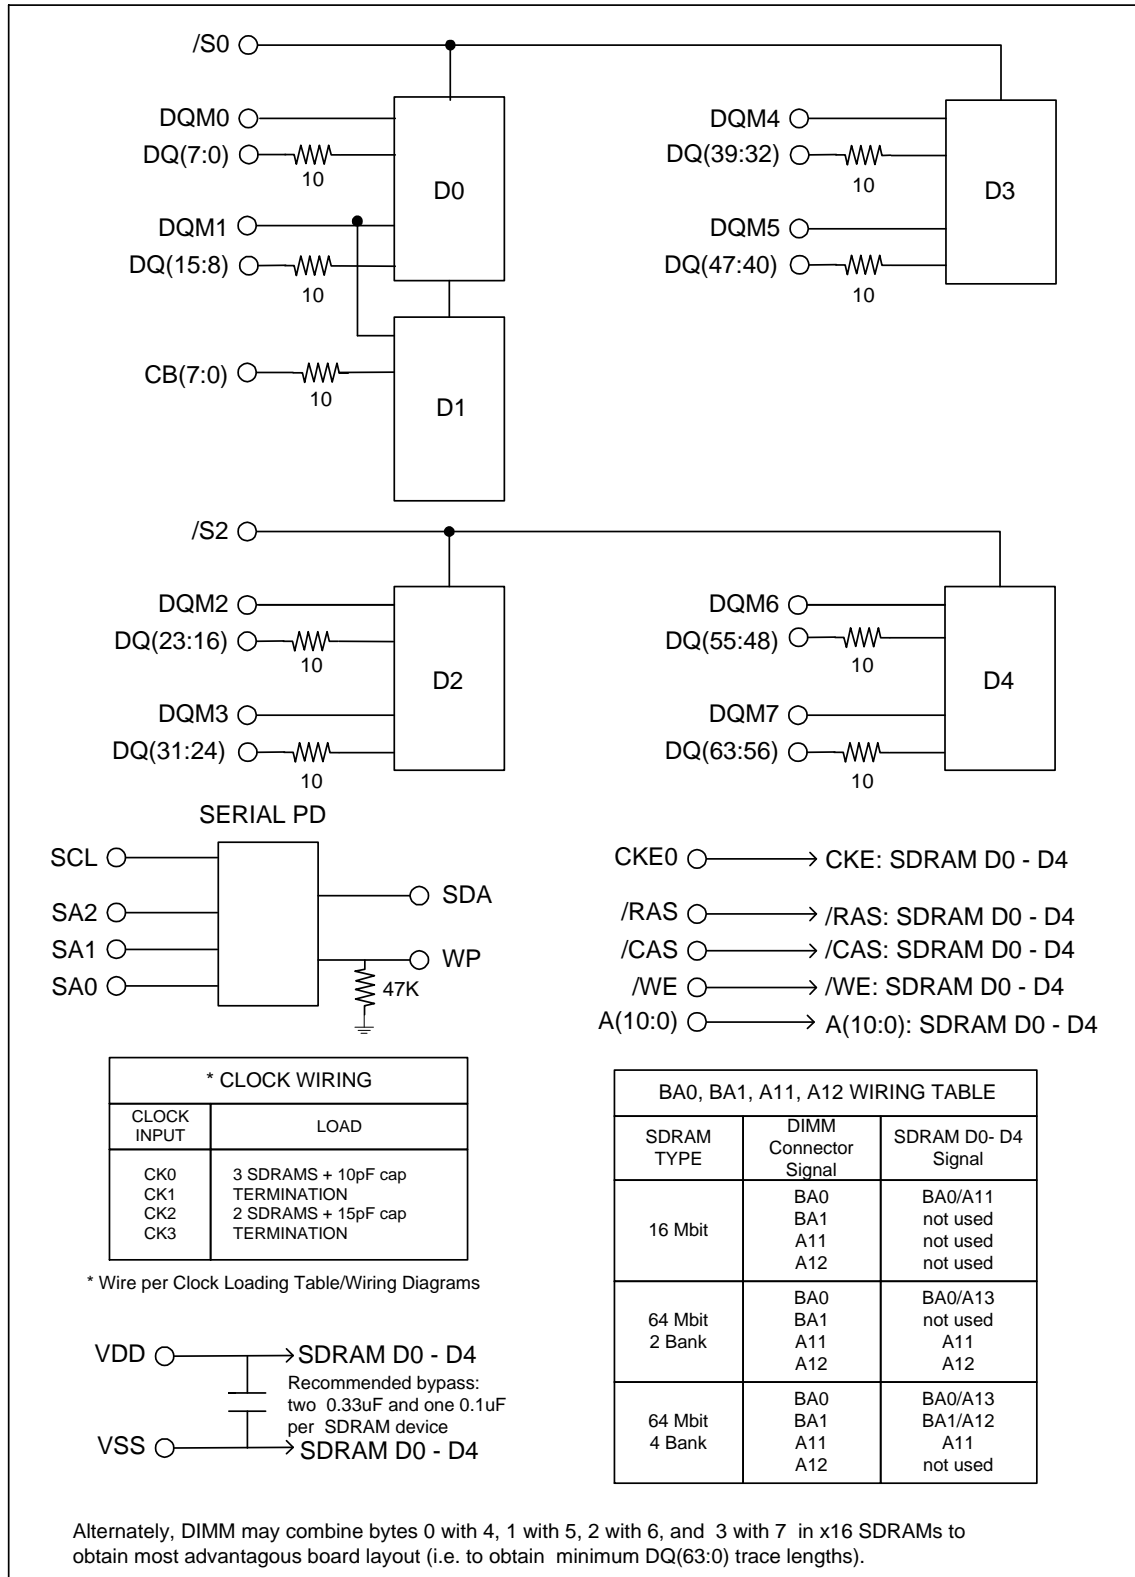 /S0
DQM0
DQ(7:0)
10
DQM1
DQ(15:8)
10
D0
CB(7:0)
10
D1
DQM4
DQ(39:32)
10
DQM5
DQ(47:40)
10
D3
/S2
DQM2
DQ(23:16)
10
DQM3
DQ(31:24)
10
D2
DQM6
DQ(55:48)
10
DQM7
DQ(63:56)
10
D4
SERIAL PD
SCL
SA2
SA1
SA0
SDA
WP
47K
CKE0 CKE: SDRAM D0 - D4
/RAS /RAS: SDRAM D0 - D4
/CAS /CAS: SDRAM D0 - D4
/WE /WE: SDRAM D0 - D4
A(10:0) A(10:0): SDRAM D0 - D4
* CLOCK WIRING
CLOCK INPUT LOAD
CK0 3 SDRAMS + 10pF cap
CK1 TERMINATION
CK2 2 SDRAMS + 15pF cap
CK3 TERMINATION
* Wire per Clock Loading Table/Wiring Diagrams
VDD SDRAM D0 - D4
Recommended bypass:
two 0.33uF and one 0.1uF
per SDRAM device
VSS SDRAM D0 - D4
BA0, BA1, A11, A12 WIRING TABLE
SDRAM TYPE DIMM Connector Signal SDRAM D0- D4 Signal
16 Mbit
BA0 BA0/A11
BA1 not used
A11 not used
A12 not used
64 Mbit 2 Bank
BA0 BA0/A13
BA1 not used
A11 A11
A12 A12
64 Mbit 4 Bank
BA0 BA0/A13
BA1 BA1/A12
A11 A11
A12 not used
Alternately, DIMM may combine bytes 0 with 4, 1 with 5, 2 with 6, and 3 with 7 in x16 SDRAMs to
obtain most advantagous board layout (i.e. to obtain minimum DQ(63:0) trace lengths).